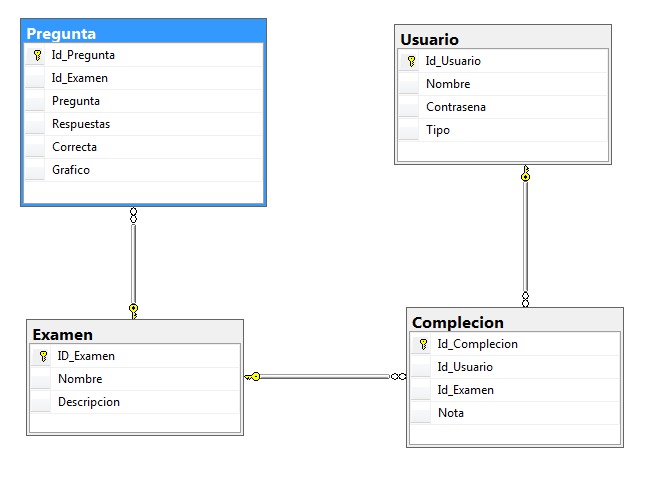 Pregunta
Id_Pregunta
Id_Examen
Pregunta
Respuestas
Correcta
Grafico
Usuario
Id_Usuario
Nombre
Contrasena
Tipo
Examen
ID_Examen
Nombre
Descripcion
Complecion
Id_Complecion
Id_Usuario
Id_Examen
Nota